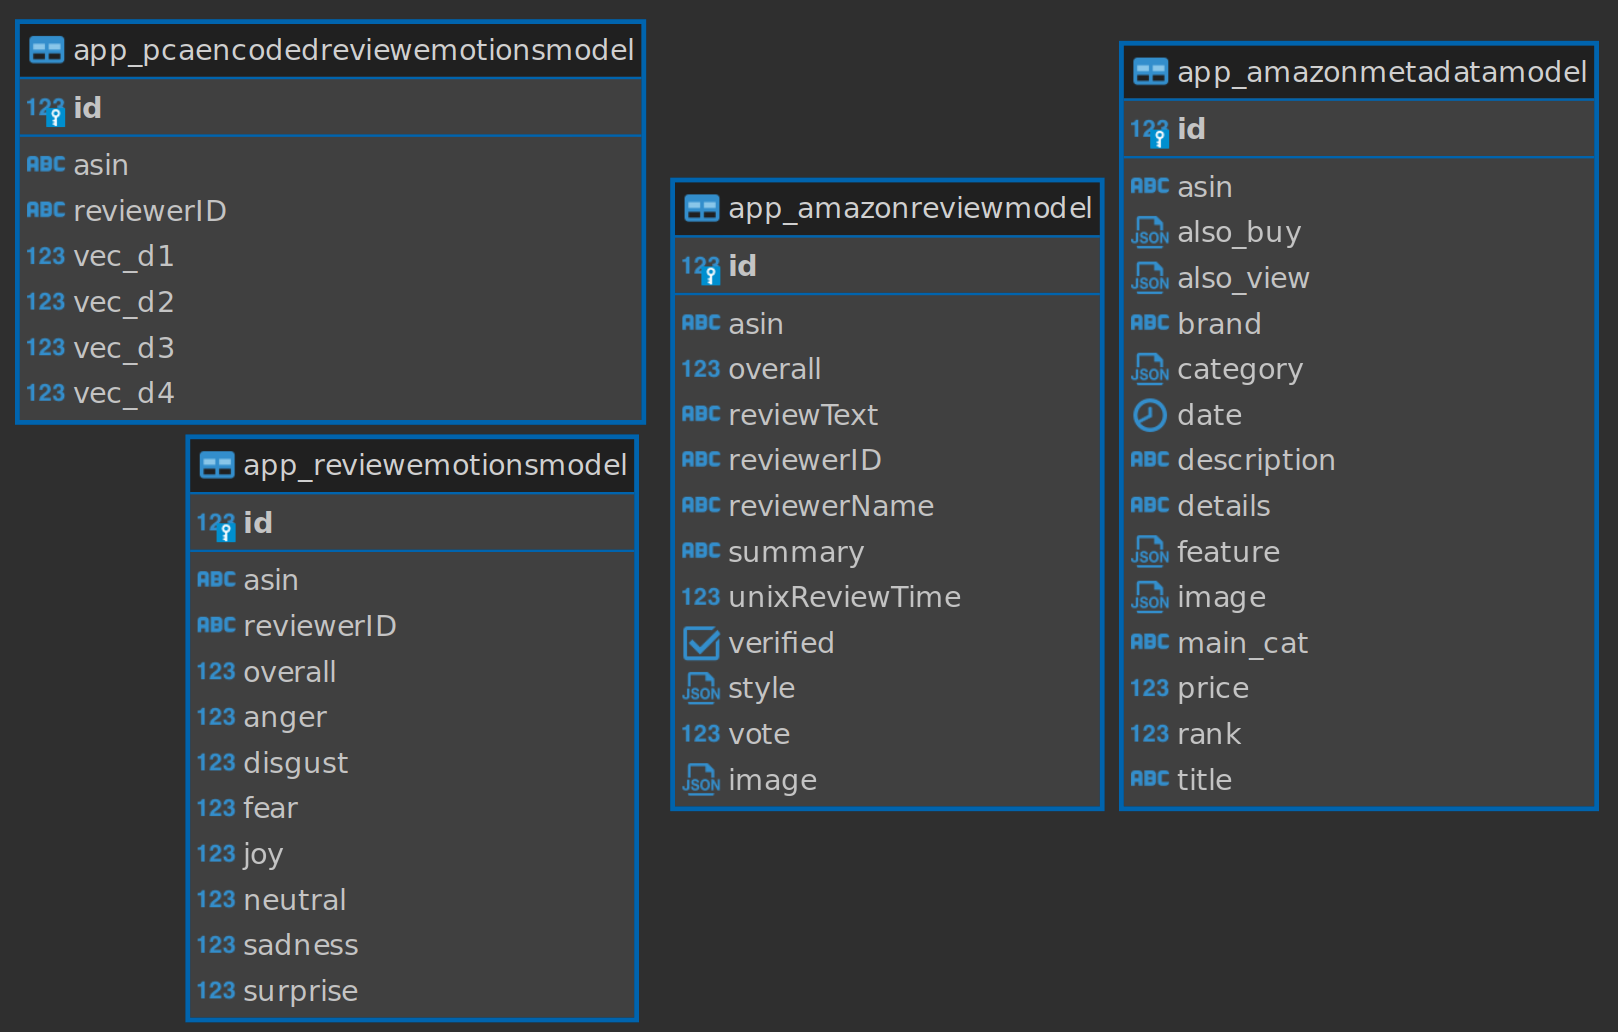 app_pcaencodedreviewemotionsmodel
123 id
ABC asin
ABC reviewerID
123 vec_d1
123 vec_d2
123 vec_d3
123 vec_d4
app_reviewemotionsmodel
123 id
ABC asin
ABC reviewerID
123 overall
123 anger
123 disgust
123 fear
123 joy
123 neutral
123 sadness
123 surprise
app_amazonreviewmodel
123 id
ABC asin
123 overall
ABC reviewText
ABC reviewerID
ABC reviewerName
ABC summary
123 unixReviewTime
verified
JSON style
123 vote
JSON image
app_amazonmetadatamodel
123 id
ABC asin
JSON also_buy
JSON also_view
ABC brand
JSON category
date
ABC description
ABC details
JSON feature
JSON image
ABC main_cat
123 price
123 rank
ABC title